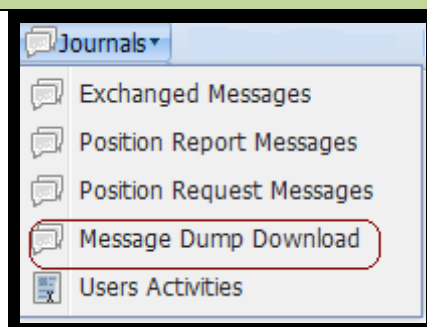 Journals
Exchanged Messages
Position Report Messages
Position Request Messages
Message Dump Download
Users Activities